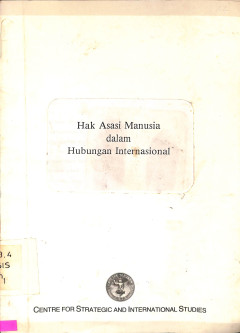 Hak Asasi Manusia
dalam
Hubungan Internasional
CENTRE FOR STRATEGIC AND INTERNATIONAL STUDIES